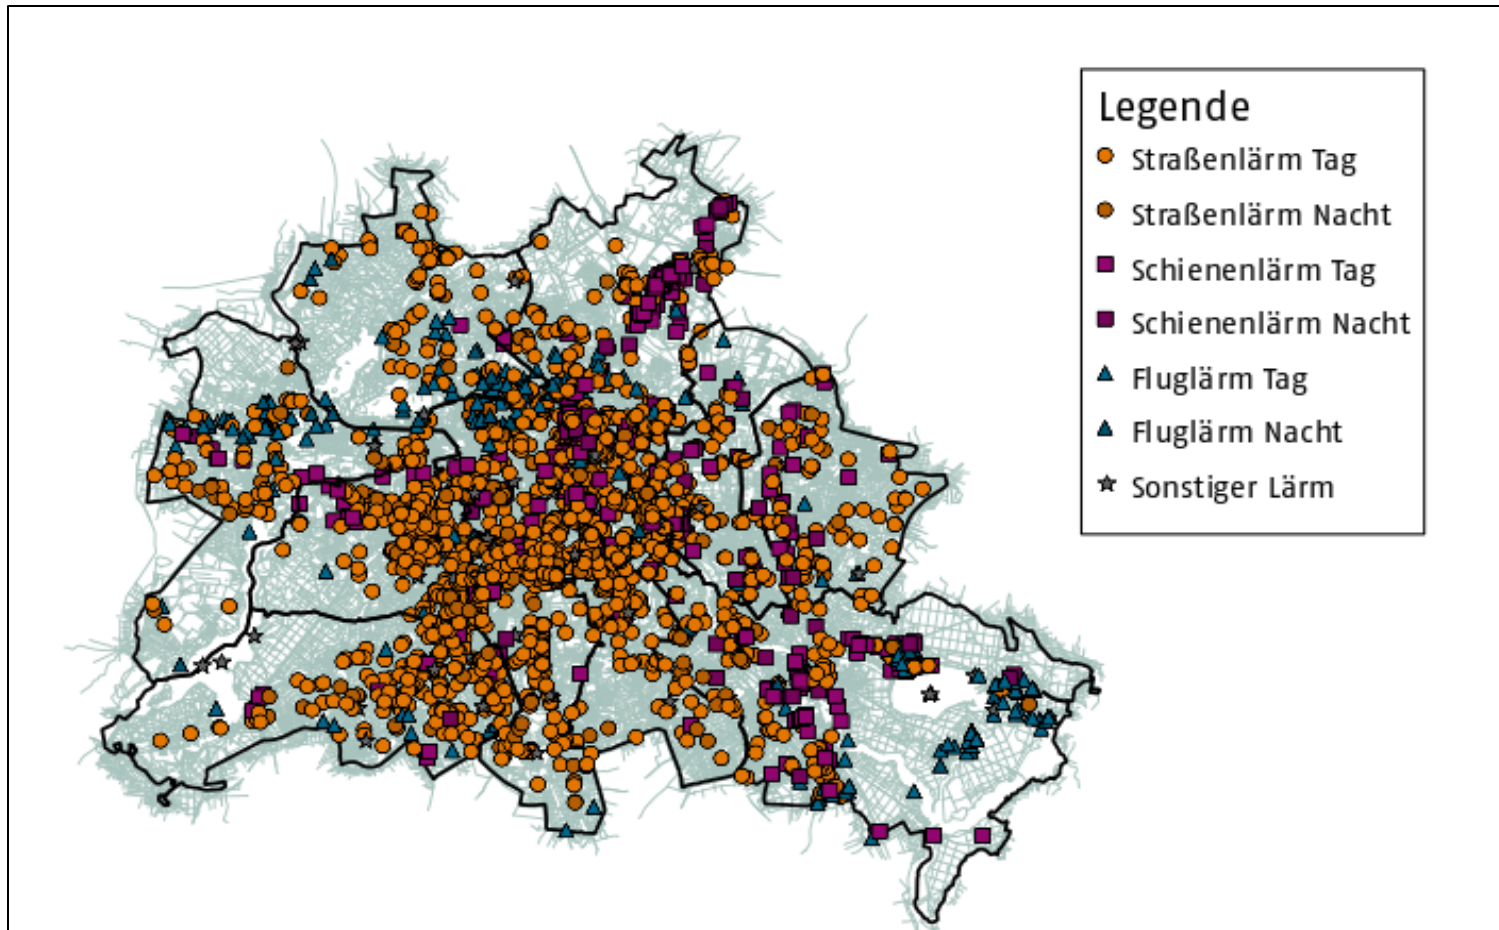 Legende
Straßenlärm Tag
Straßenlärm Nacht
Schienenlärm Tag
Schienenlärm Nacht
Fluglärm Tag
Fluglärm Nacht
Sonstiger Lärm